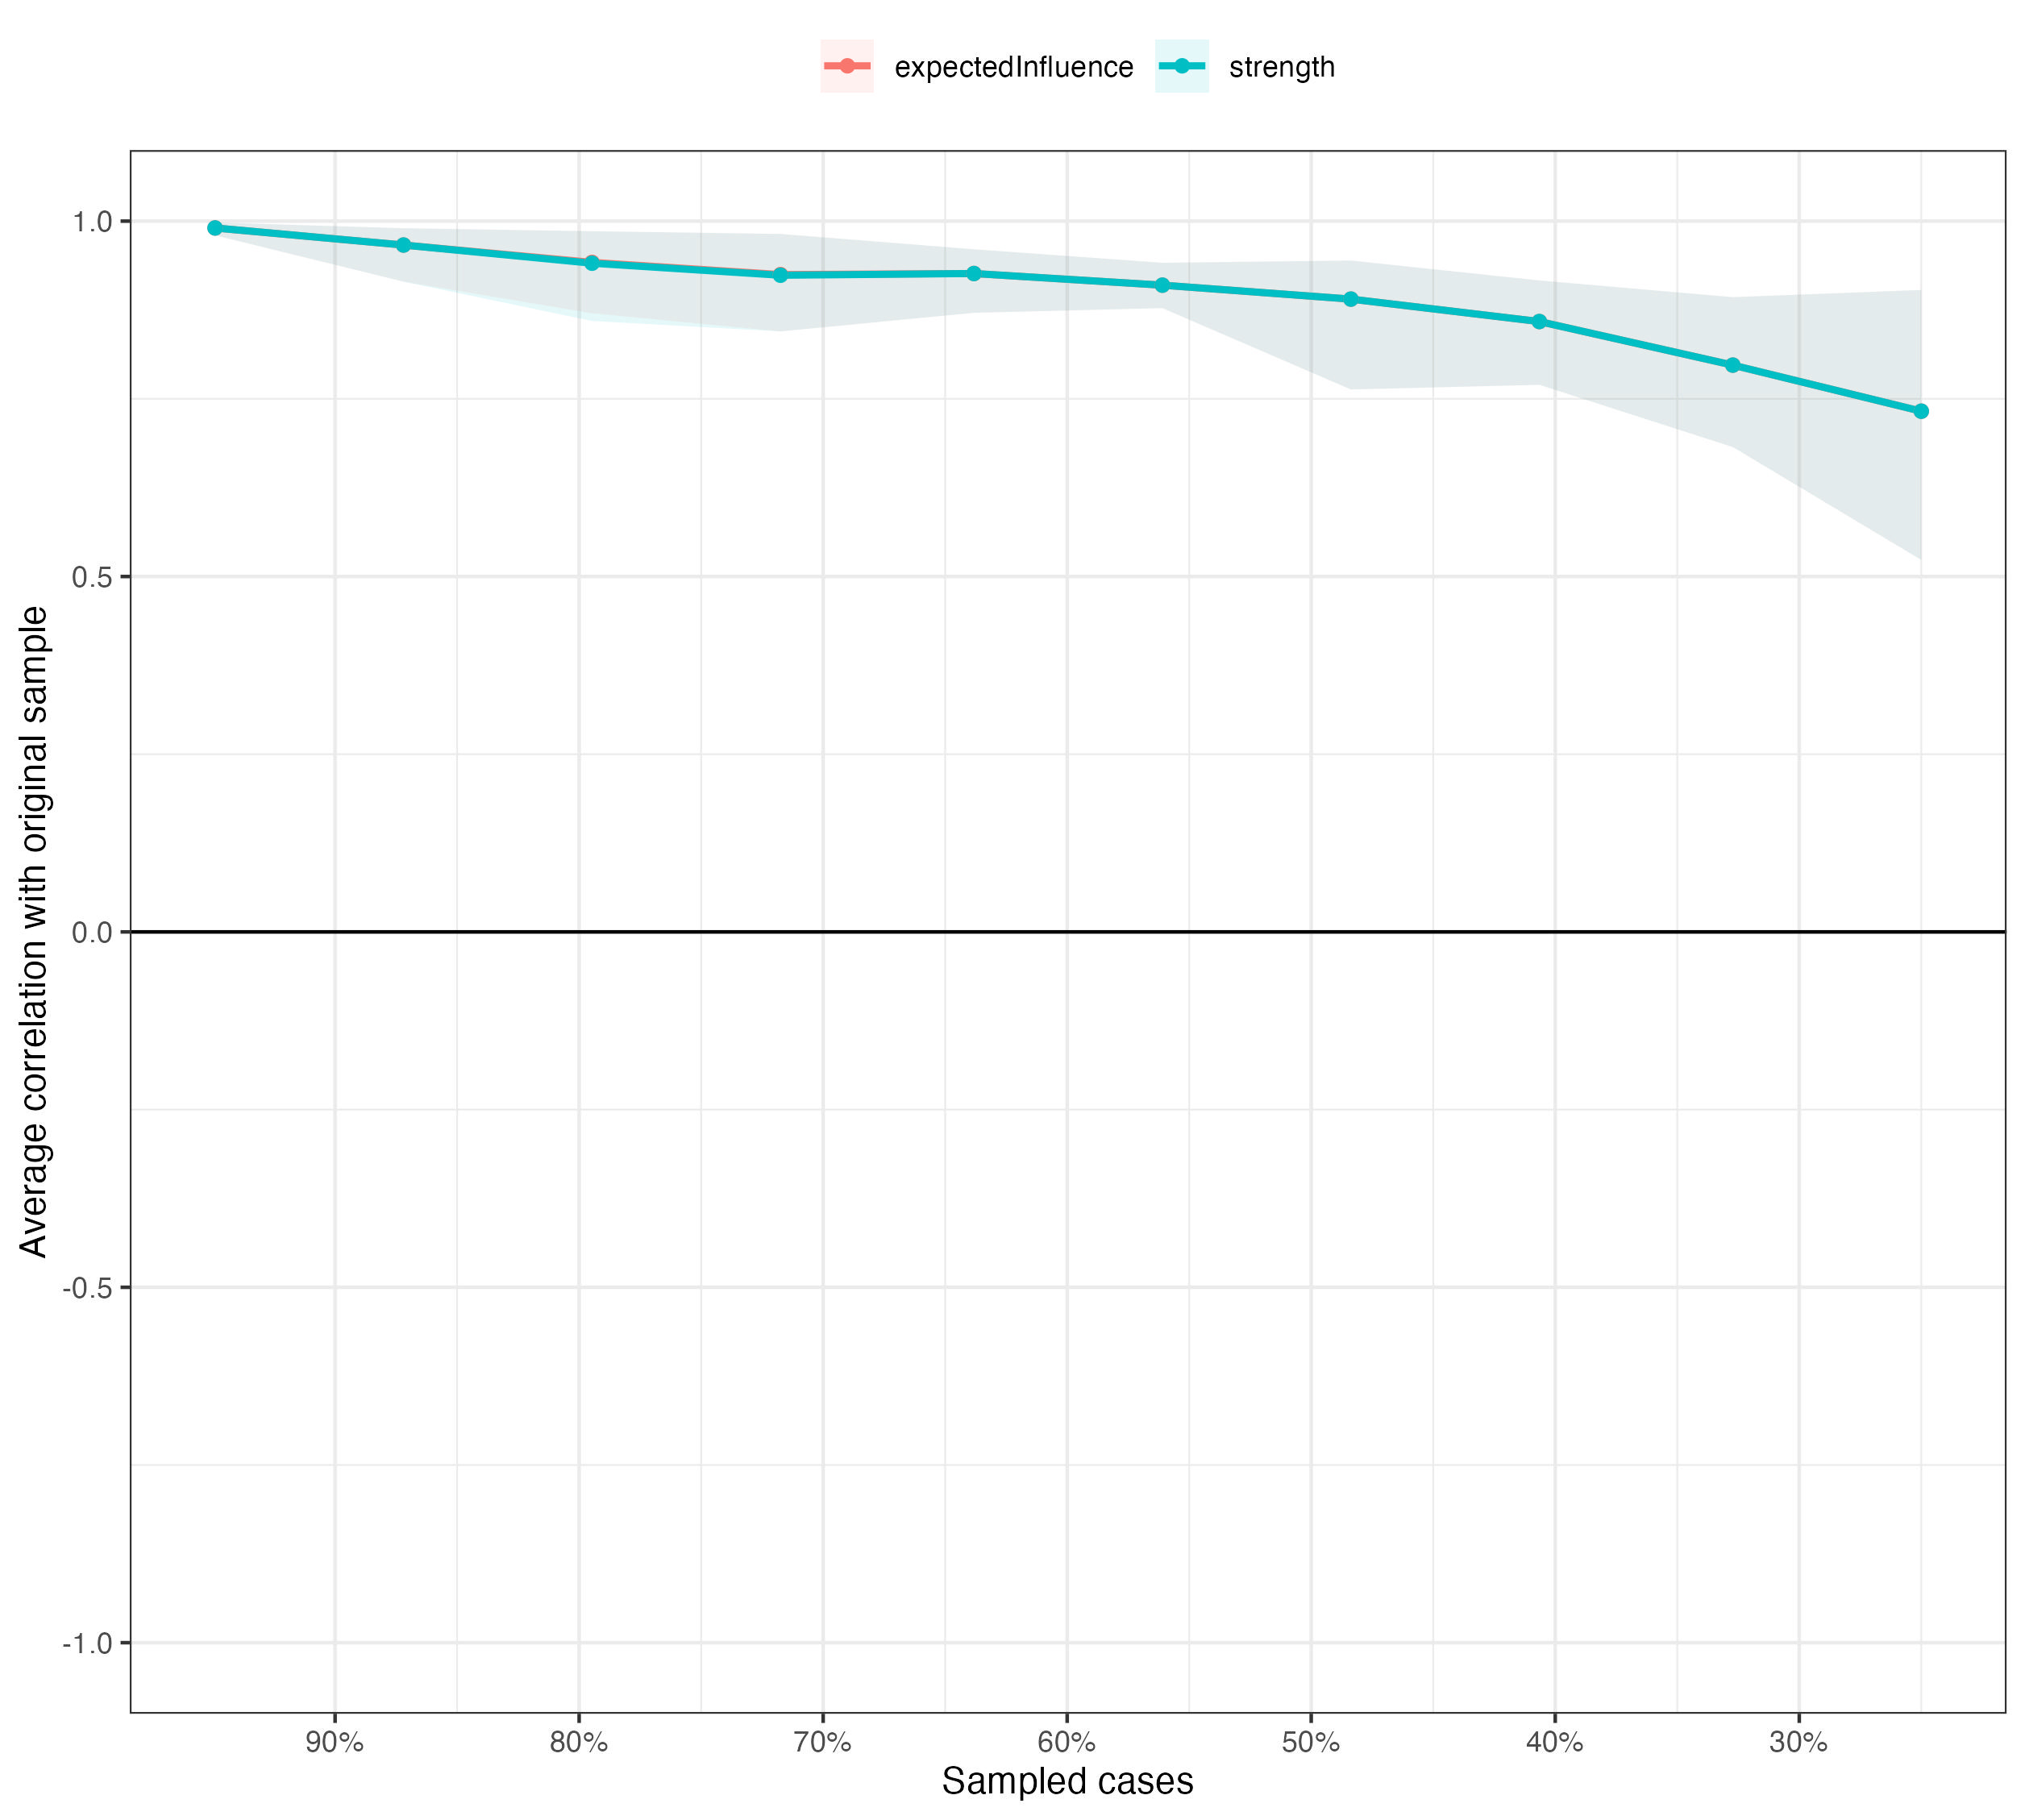 expectedInfluence strength
1.0
0.5
0.0
-0.5
-1.0
Average correlation with original sample
90% 80% 70% 60% 50% 40% 30%
Sampled cases